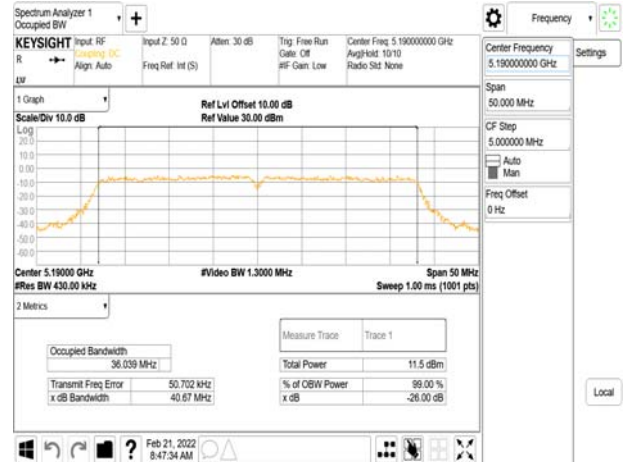 Spectrum Analyzer 1
Occupied BW
KEYSIGHT Input: RF
Coupling: DC
Align: Auto
Input Z: 50 Ω
Freq Ref: Int (S)
Atten: 30 dB
Trig: Free Run
Gate: Off
#IF Gain: Low
Center Freq: 5.190000000 GHz
Avg|Hold: 10/10
Radio Std: None
R
LU
1 Graph
Scale/Div 10.0 dB
Ref Lvl Offset 10.00 dB
Ref Value 30.00 dBm
Log
20.0
10.0
0.00
-10.0
-20.0
-30.0
-40.0
-50.0
-60.0
Center 5.19000 GHz
#Res BW 430.00 kHz
#Video BW 1.3000 MHz
Span 50 MHz
Sweep 1.00 ms (1001 pts)
2 Metrics
Measure Trace Trace 1
Occupied Bandwidth
36.039 MHz
Total Power 11.5 dBm
Transmit Freq Error 50.702 kHz
% of OBW Power 99.00 %
x dB Bandwidth 40.67 MHz
x dB -26.00 dB
Feb 21, 2022
8:47:34 AM
?
Frequency
Center Frequency
5.190000000 GHz
Settings
Span
50.000 MHz
CF Step
5.000000 MHz
Auto
Man
Freq Offset
0 Hz
Local